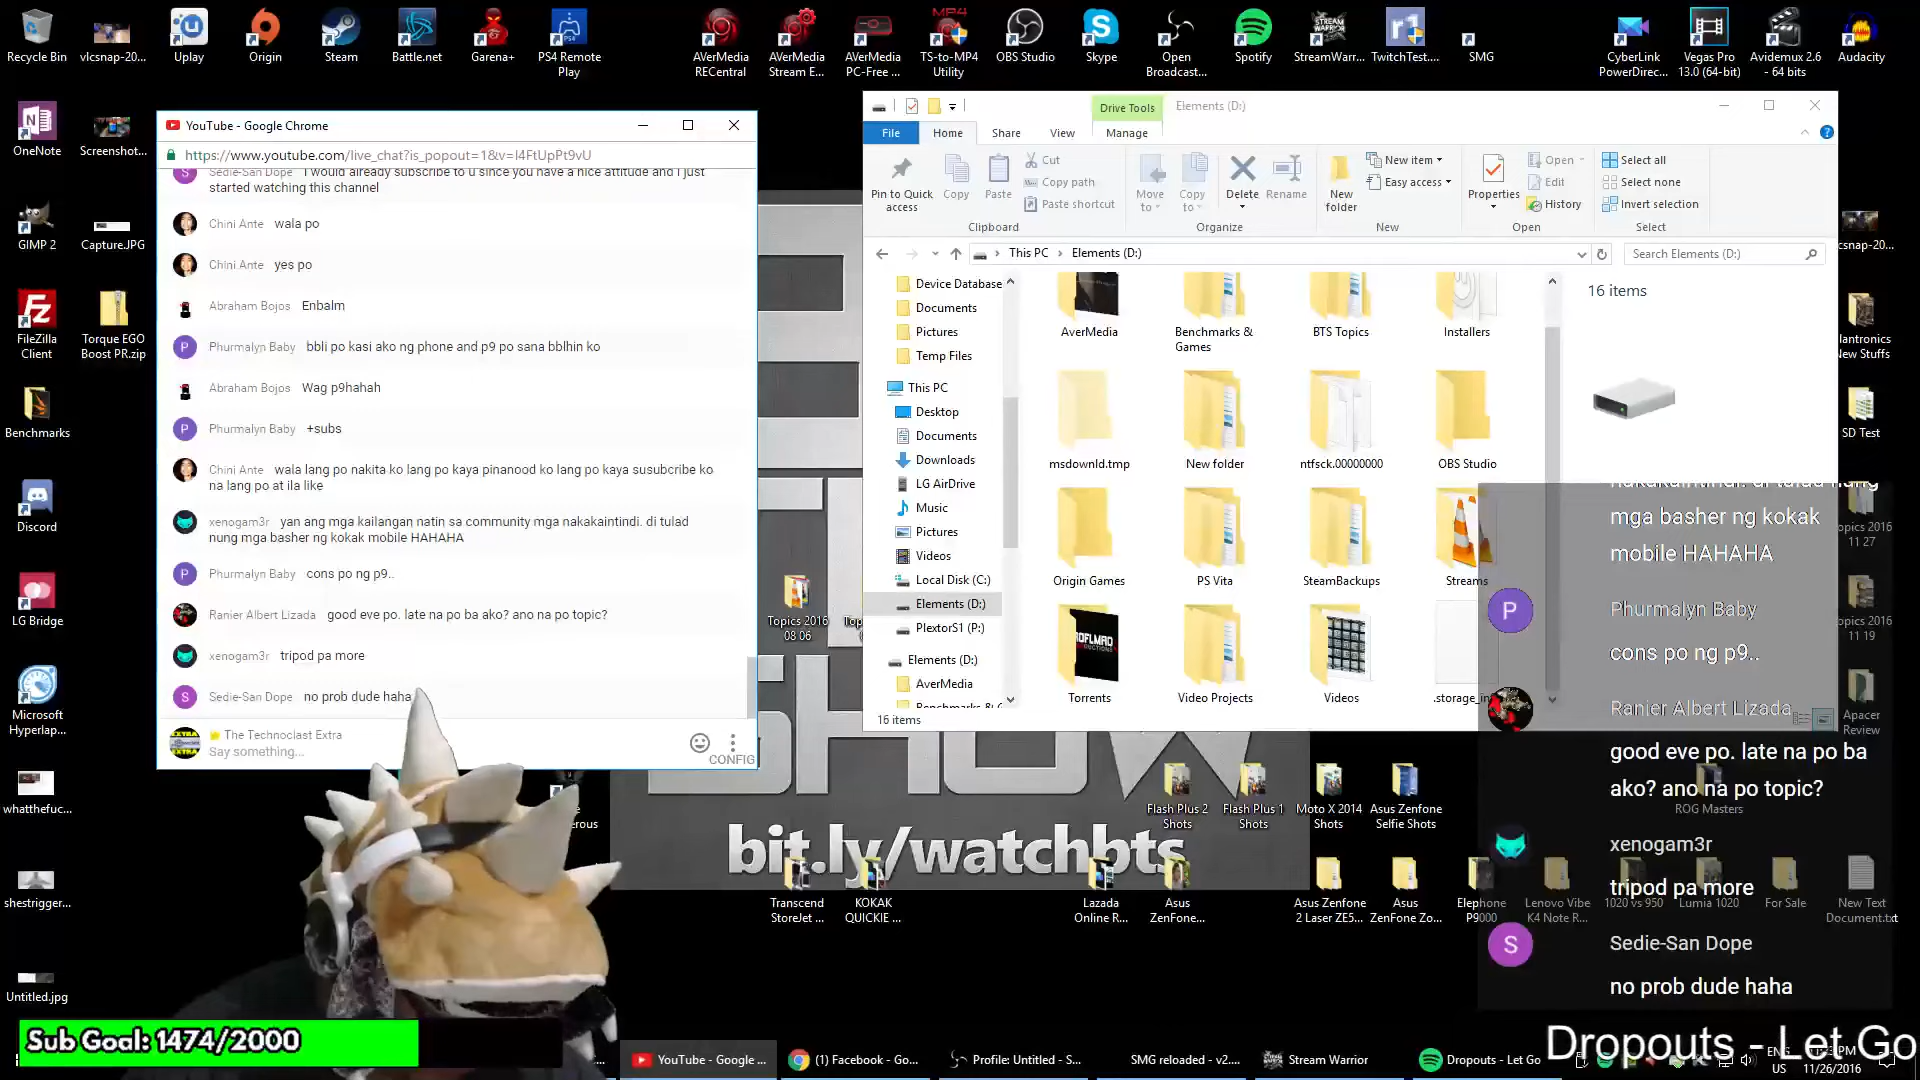 Recycle Bin
vlcsnap-20...
Uplay
Origin
Steam
Battle.net
Garena+
PS4 Remote
Play
AVerMedia
RECentral
AVerMedia
Stream E...
AVerMedia
PC-Free ...
TS-to-MP4
Utility
OBS Studio
Skype
Open
Broadcast...
Spotify
StreamWarr...
TwitchTest....
SMG
CyberLink
PowerDirec...
Vegas Pro
13.0 (64-bit)
Avidemux 2.6
- 64 bits
Audacity
OneNote
Screenshot...
GIMP 2
Capture.JPG
FileZilla
Client
Torque EGO
Boost PR.zip
Benchmarks
Discord
LG Bridge
Microsoft
Hyperlap...
whatthefuc...
shestrigger...
Untitled.jpg
YouTube - Google Chrome
https://www.youtube.com/live_chat?is_popout=1&v=I4FtUpPt9vU
Sedie-San Dope I would already subscribe to u since you have a nice attitude and I just
started watching this channel
Chini Ante wala po
Chini Ante yes po
Abraham Bojos Enbalm
Phurmalyn Baby bbli po kasi ako ng phone and p9 po sana bblhin ko
Abraham Bojos Wag p9hahah
Phurmalyn Baby +subs
Chini Ante wala lang po nakita ko lang po kaya pinanood ko lang po kaya susubcribe ko
na lang po at ila like
xenogam3r yan ang mga kailangan natin sa community mga nakakaintindi. di tulad
nung mga basher ng kokak mobile HAHAHA
Phurmalyn Baby cons po ng p9..
Ranier Albert Lizada good eve po. late na po ba ako? ano na po topic?
xenogam3r tripod pa more
Sedie-San Dope no prob dude haha
The Technoclast Extra
Say something...
CONFIG
Drive Tools
Elements (D:)
File
Home
Share
View
Manage
Pin to Quick
access
Copy
Paste
Cut
Copy path
Paste shortcut
Clipboard
Move
to
Copy
to
Delete
Rename
Organize
New
folder
New item
Easy access
New
Properties
Open
Edit
History
Open
Select all
Select none
Invert selection
Select
This PC
Elements (D:)
Search Elements (D:)
Device Database
Documents
Pictures
Temp Files
This PC
Desktop
Documents
Downloads
LG AirDrive
Music
Pictures
Videos
Local Disk (C:)
Elements (D:)
PlextorS1 (P:)
Elements (D:)
AverMedia
AverMedia
Benchmarks &
Games
BTS Topics
Installers
msdownld.tmp
New folder
ntfsck.00000000
OBS Studio
Origin Games
PS Vita
SteamBackups
Streams
Torrents
Video Projects
Videos
16 items
16 items
Topics 2016
08 06
SD Test
11 27
11 19
Apacer
Review
ROG Masters
mga basher ng kokak
mobile HAHAHA
Phurmalyn Baby
cons po ng p9..
Ranier Albert Lizada
good eve po. late na po ba
ako? ano na po topic?
xenogam3r
tripod pa more
Sedie-San Dope
no prob dude haha
bit.ly/watchbts
Flash Plus 2
Shots
Flash Plus 1
Shots
Moto X 2014
Shots
Asus Zenfone
Selfie Shots
Transcend
StoreJet ...
KOKAK
QUICKIE ...
Lazada
Online R...
Asus
ZenFone...
Asus Zenfone
2 Laser ZE5...
Asus
ZenFone Zo...
Elephone
P9000
Lenovo Vibe
K4 Note R...
1020 vs 950
Lumia 1020
For Sale
New Text
Document.txt
Sub Goal: 1474/2000
YouTube - Google ...
(1) Facebook - Go...
Profile: Untitled - S...
SMG reloaded - v2....
Stream Warrior
Dropouts - Let Go
Dropouts - Let Go
US
11/26/2016